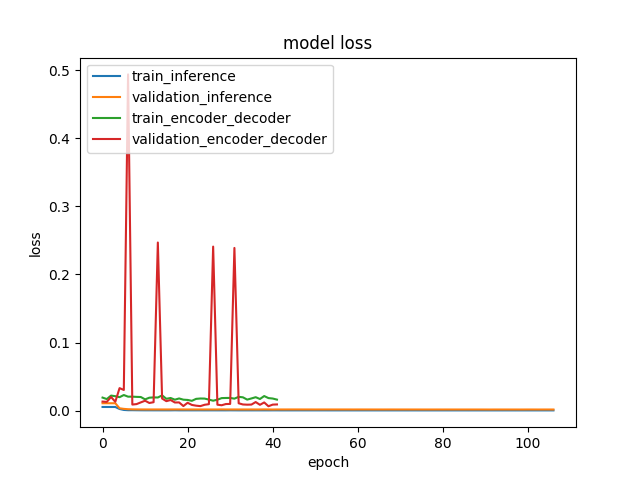 model loss
train_inference
validation_inference
train_encoder_decoder
validation_encoder_decoder
loss
0.5
0.4
0.3
0.2
0.1
0.0
0 20 40 60 80 100
epoch